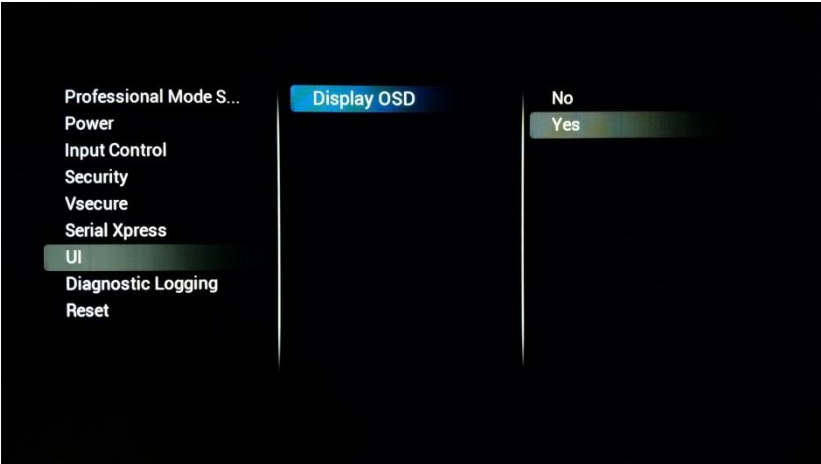 Professional Mode S...
Power
Input Control
Security
Vsecure
Serial Xpress
UI
Diagnostic Logging
Reset
Display OSD
No
Yes